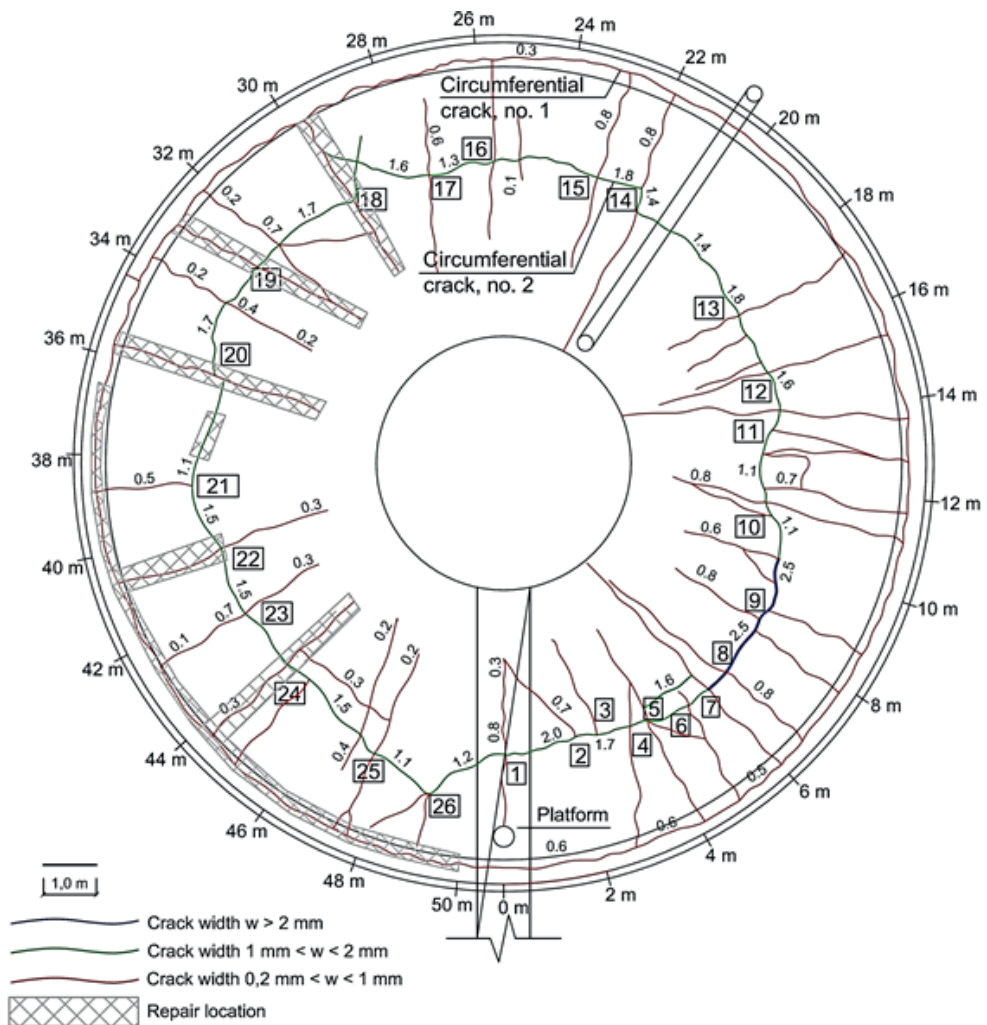 26 m
24 m
28 m
22 m
0.3
Circumferential
crack, no. 1
30 m
20 m
0.8
0.8
0.6
16
1.3
1.6
32 m
17
15
1.8
14
1.4
18
0.1
18 m
0.2
1.7
0.7
34 m
Circumferential
crack, no. 2
1.4
19
0.2
1.8
13
16 m
0.4
1.7
0.2
36 m
20
1.6
12
14 m
11
38 m
1.1
1.1
0.7
0.5
21
0.8
12 m
1.5
0.3
10
1.1
0.6
22
40 m
0.3
2.5
0.8
1.5
9
10 m
0.7
23
0.1
0.2
2.5
42 m
0.2
0.3
8
0.3
0.8
1.6
0.3
24
0.7
7
8 m
1.5
5
3
6
0.8
2.0
1.7
4
44 m
0.4
1.1
1.2
2
25
1
0.5
6 m
26
Platform
46 m
0.6
0.6
4 m
48 m
2 m
50 m
0 m
1,0 m
Crack width w > 2 mm
Crack width 1 mm < w < 2 mm
Crack width 0,2 mm < w < 1 mm
Repair location